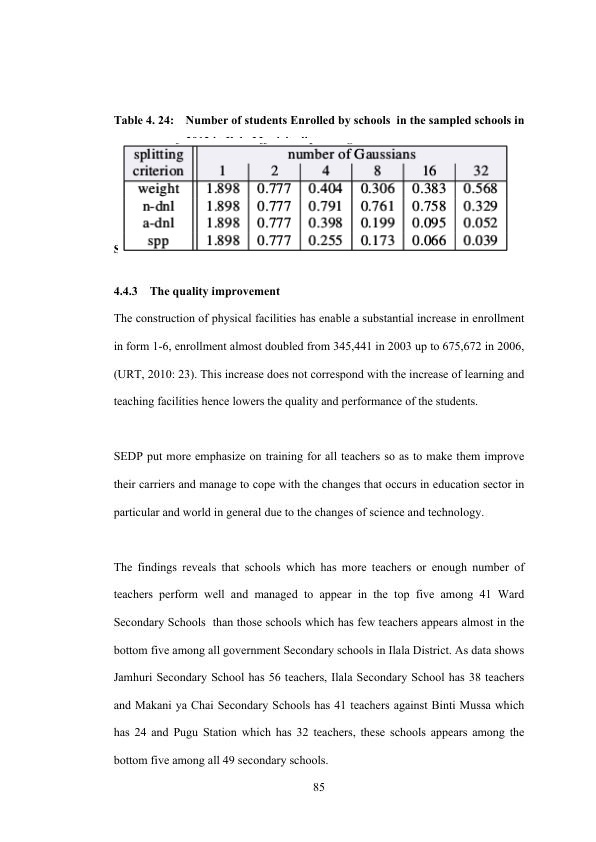 Table 4. 24: Number of students Enrolled by schools in the sampled schools in
splitting number of Gaussians
criterion 1 2 4 8 16 32
weight 1.898 0.777 0.404 0.306 0.383 0.568
n-dnl 1.898 0.777 0.791 0.761 0.758 0.329
a-dnl 1.898 0.777 0.398 0.199 0.095 0.052
spp 1.898 0.777 0.255 0.173 0.066 0.039
4.4.3 The quality improvement
The construction of physical facilities has enable a substantial increase in enrollment
in form 1-6, enrollment almost doubled from 345,441 in 2003 up to 675,672 in 2006,
(URT, 2010: 23). This increase does not correspond with the increase of learning and
teaching facilities hence lowers the quality and performance of the students.
SEDP put more emphasize on training for all teachers so as to make them improve
their carriers and manage to cope with the changes that occurs in education sector in
particular and world in general due to the changes of science and technology.
The findings reveals that schools which has more teachers or enough number of
teachers perform well and managed to appear in the top five among 41 Ward
Secondary Schools than those schools which has few teachers appears almost in the
bottom five among all government Secondary schools in Ilala District. As data shows
Jamhuri Secondary School has 56 teachers, Ilala Secondary School has 38 teachers
and Makani ya Chai Secondary Schools has 41 teachers against Binti Mussa which
has 24 and Pugu Station which has 32 teachers, these schools appears among the
bottom five among all 49 secondary schools.
85